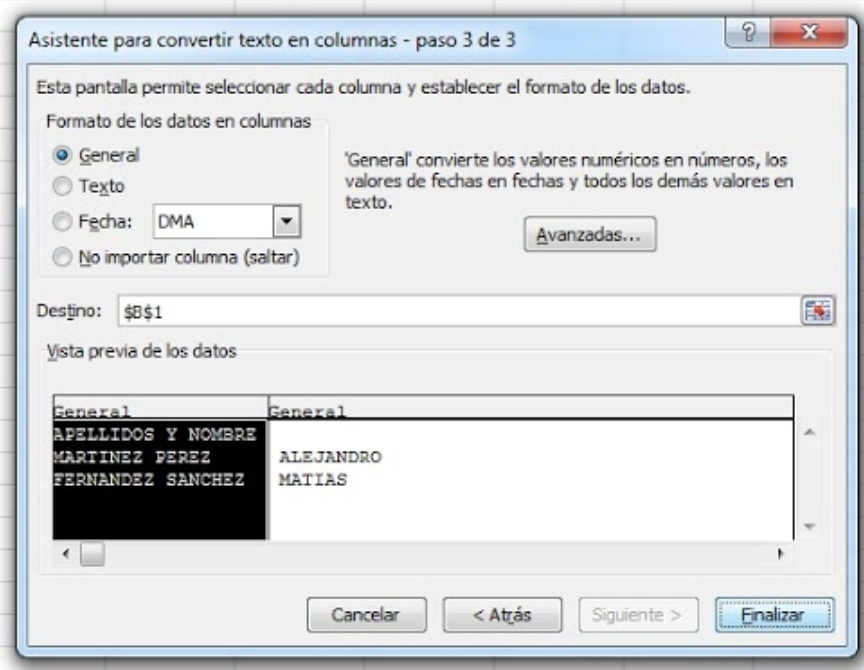 Asistente para convertir texto en columnas - paso 3 de 3
Esta pantalla permite seleccionar cada columna y establecer el formato de los datos.
Formato de los datos en columnas
General
Texto
Fecha: DMA
No importar columna (saltar)
'General' convierte los valores numéricos en números, los
valores de fechas en fechas y todos los demás valores en
texto.
Avanzadas...
Destino: $B$1
Vista previa de los datos
General General
APELLIDOS Y NOMBRE
MARTINEZ PEREZ ALEJANDRO
FERNANDEZ SANCHEZ MATIAS
Cancelar < Atrás Siguiente > Finalizar